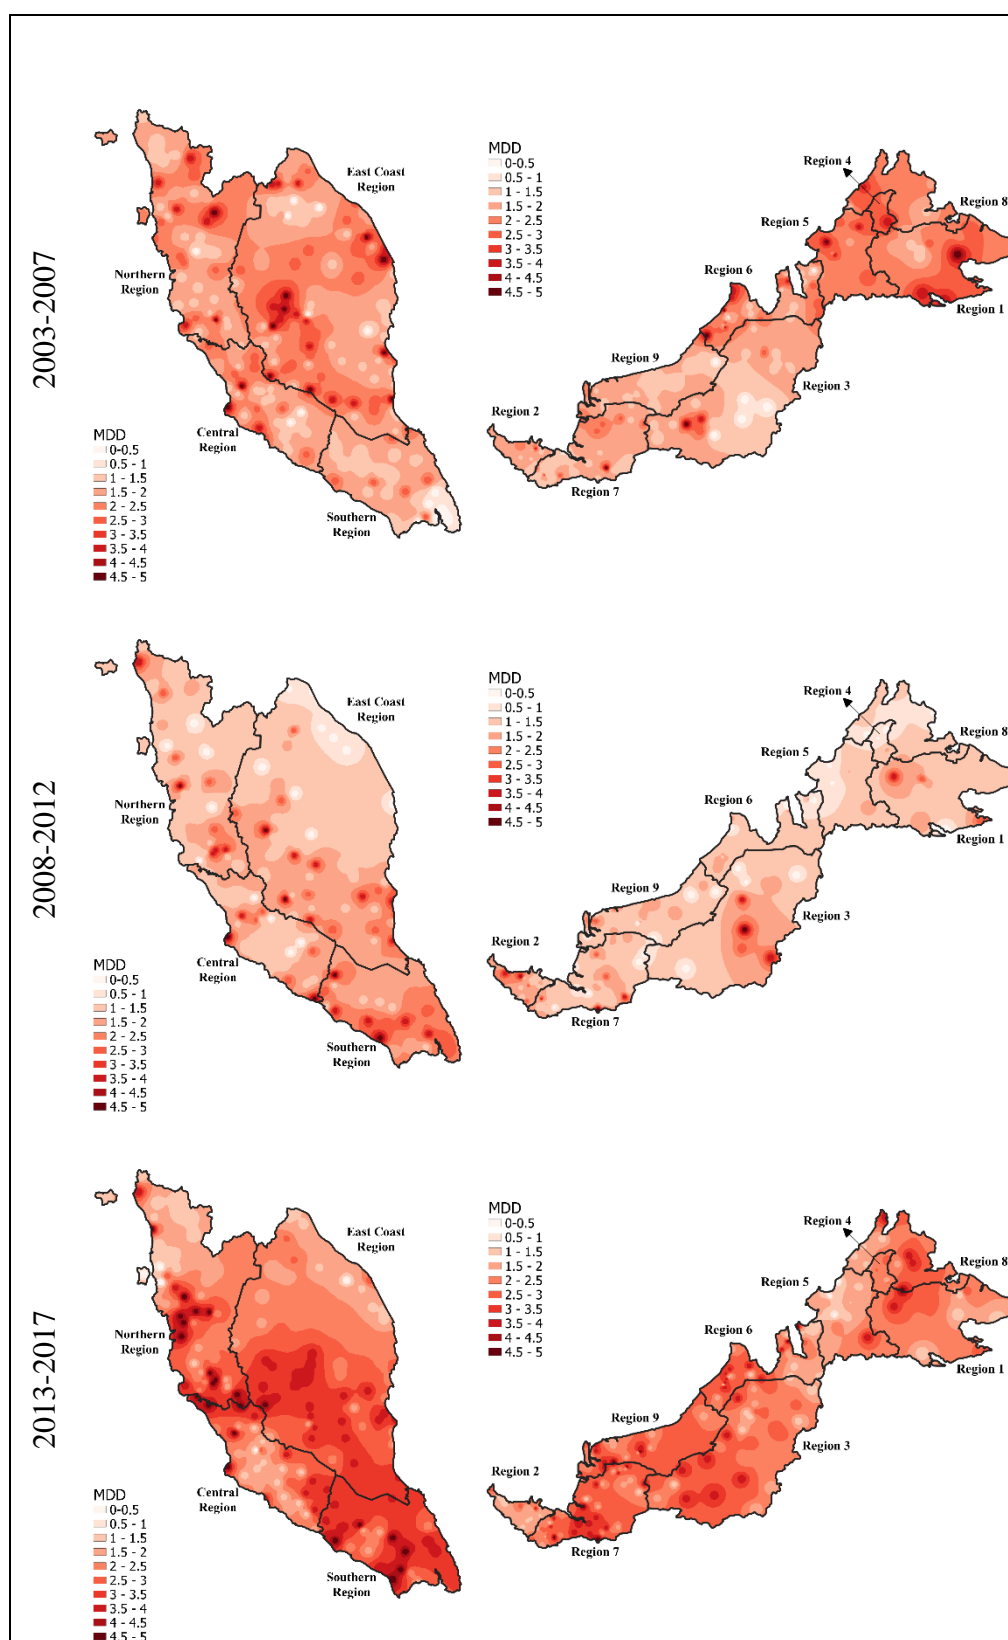 2003-2007
East Coast
Region
Northern
Region
Central
Region
Southern
Region
MDD
0-0.5
0.5 - 1
1 - 1.5
1.5 - 2
2 - 2.5
2.5 - 3
3 - 3.5
3.5 - 4
4 - 4.5
4.5 - 5
MDD
0-0.5
0.5 - 1
1 - 1.5
1.5 - 2
2 - 2.5
2.5 - 3
3 - 3.5
3.5 - 4
4 - 4.5
4.5 - 5
Region 4
Region 8
Region 5
Region 6
Region 1
Region 9
Region 3
Region 2
Region 7
2008-2012
East Coast
Region
Northern
Region
Central
Region
Southern
Region
MDD
0-0.5
0.5 - 1
1 - 1.5
1.5 - 2
2 - 2.5
2.5 - 3
3 - 3.5
3.5 - 4
4 - 4.5
4.5 - 5
MDD
0-0.5
0.5 - 1
1 - 1.5
1.5 - 2
2 - 2.5
2.5 - 3
3 - 3.5
3.5 - 4
4 - 4.5
4.5 - 5
Region 4
Region 8
Region 5
Region 6
Region 1
Region 9
Region 3
Region 2
Region 7
2013-2017
East Coast
Region
Northern
Region
Central
Region
Southern
Region
MDD
0-0.5
0.5 - 1
1 - 1.5
1.5 - 2
2 - 2.5
2.5 - 3
3 - 3.5
3.5 - 4
4 - 4.5
4.5 - 5
MDD
0-0.5
0.5 - 1
1 - 1.5
1.5 - 2
2 - 2.5
2.5 - 3
3 - 3.5
3.5 - 4
4 - 4.5
4.5 - 5
Region 4
Region 8
Region 5
Region 6
Region 1
Region 9
Region 3
Region 2
Region 7